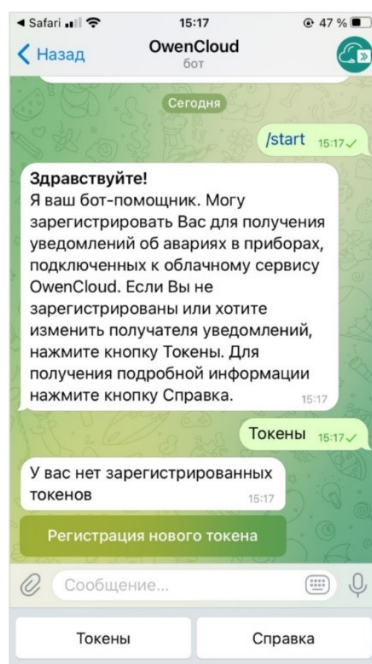 Safari 15:17 47 %
Назад OwenCloud
бот
Сегодня
/start 15:17
Здравствуйте!
Я ваш бот-помощник. Могу
зарегистрировать Вас для получения
уведомлений об авариях в приборах,
подключенных к облачному сервису
OwenCloud. Если Вы не
зарегистрированы или хотите
изменить получателя уведомлений,
нажмите кнопку Токены. Для
получения подробной информации
нажмите кнопку Справка. 15:17
Токены 15:17
У вас нет зарегистрированных
токенов 15:17
Регистрация нового токена
Сообщение...
Токены Справка